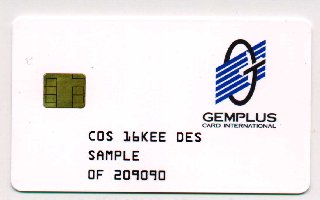 GEMPLUS
CARD INTERNATIONAL
COS 16KEE DES
SAMPLE
OF 209090